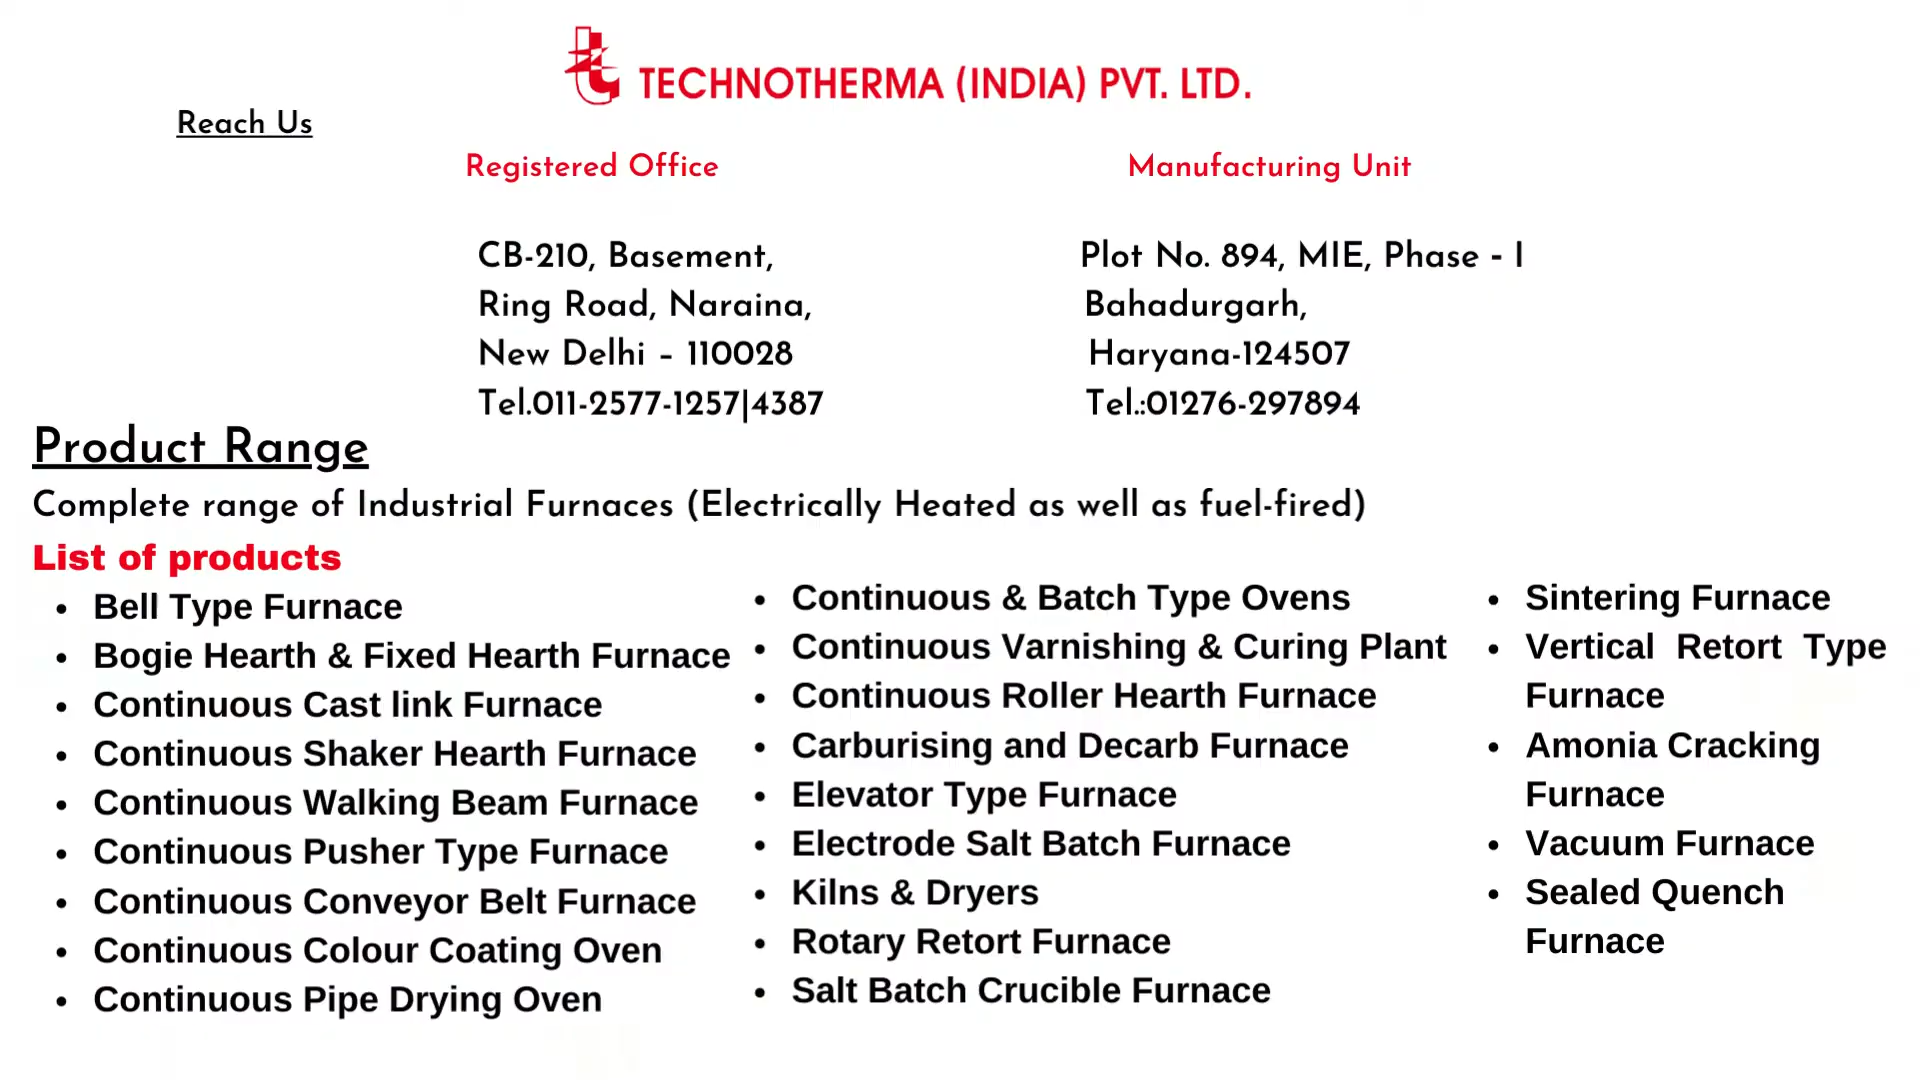 TECHNOTHERMA (INDIA) PVT. LTD.
Reach Us
Registered Office
CB-210, Basement,
Ring Road, Naraina,
New Delhi – 110028
Tel.011-2577-1257|4387
Manufacturing Unit
Plot No. 894, MIE, Phase - I
Bahadurgarh,
Haryana-124507
Tel.:01276-297894
Product Range
Complete range of Industrial Furnaces (Electrically Heated as well as fuel-fired)
List of products
• Bell Type Furnace
• Bogie Hearth & Fixed Hearth Furnace
• Continuous Cast link Furnace
• Continuous Shaker Hearth Furnace
• Continuous Walking Beam Furnace
• Continuous Pusher Type Furnace
• Continuous Conveyor Belt Furnace
• Continuous Colour Coating Oven
• Continuous Pipe Drying Oven
• Continuous & Batch Type Ovens
• Continuous Varnishing & Curing Plant
• Continuous Roller Hearth Furnace
• Carburising and Decarb Furnace
• Elevator Type Furnace
• Electrode Salt Batch Furnace
• Kilns & Dryers
• Rotary Retort Furnace
• Salt Batch Crucible Furnace
• Sintering Furnace
• Vertical Retort Type
Furnace
• Amonia Cracking
Furnace
• Vacuum Furnace
• Sealed Quench
Furnace